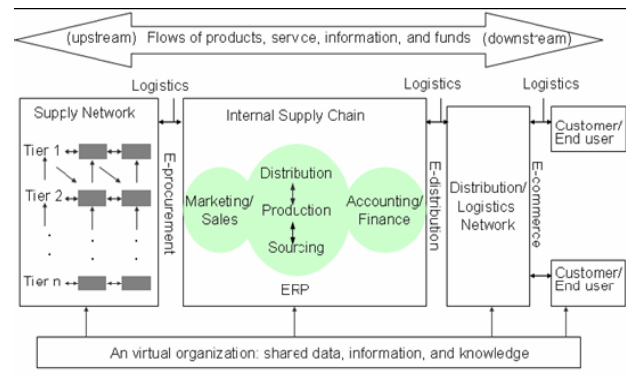 (upstream) Flows of products, service, information, and funds (downstream)
Logistics
Logistics
Logistics
Supply Network
Tier 1
Tier 2
Tier n
E-procurement
Internal Supply Chain
Marketing/
Sales
Distribution
Production
Sourcing
Accounting/
Finance
ERP
E-distribution
Distribution/
Logistics
Network
E-commerce
Customer/
End user
Customer/
End user
An virtual organization: shared data, information, and knowledge